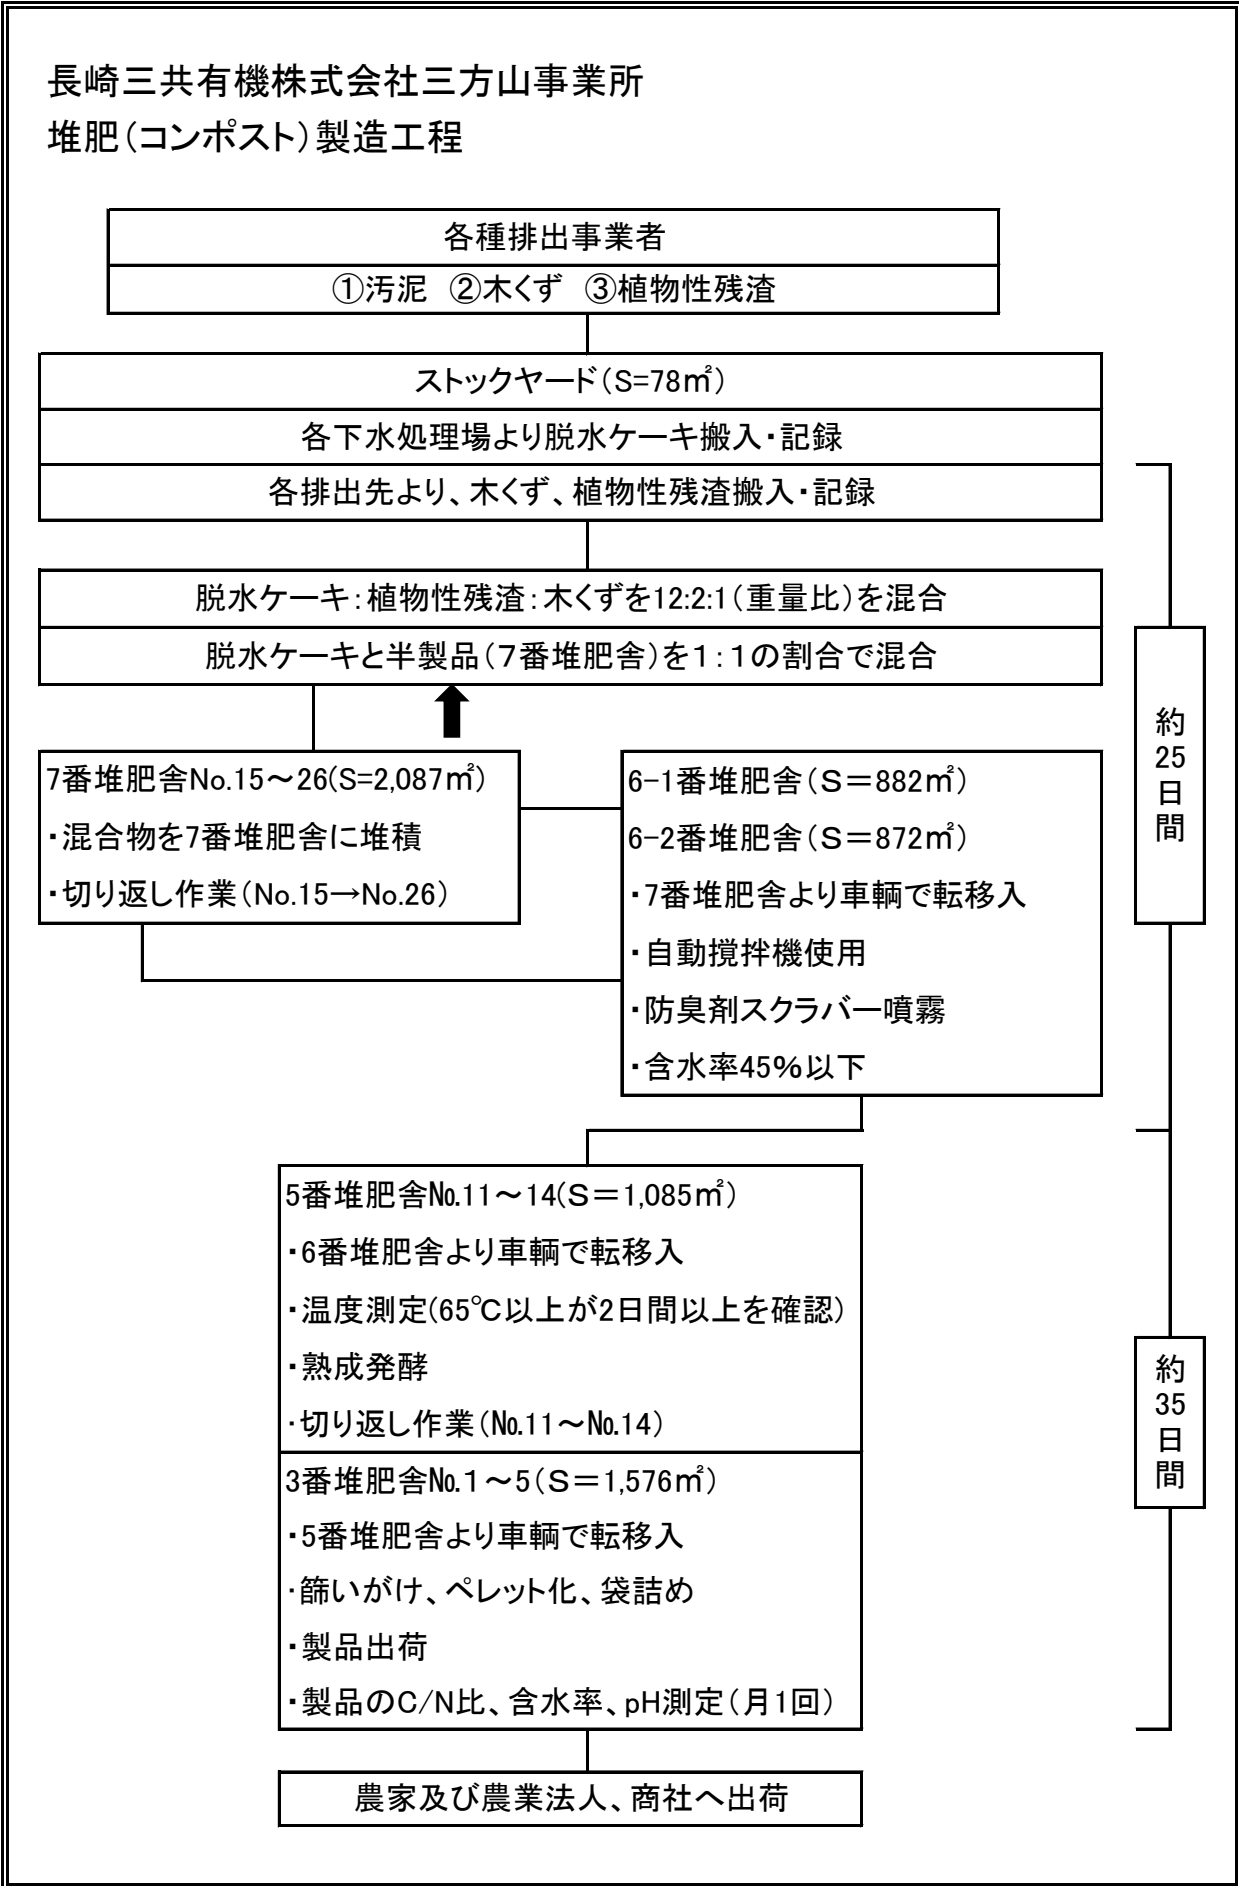 長崎三共有機株式会社三方山事業所
堆肥(コンポスト)製造工程
各種排出事業者
①汚泥　②木くず　③植物性残渣
ストックヤード(S=78㎡)
各下水処理場より脱水ケーキ搬入・記録
各排出先より、木くず、植物性残渣搬入・記録
脱水ケーキ:植物性残渣:木くずを12:2:1(重量比)を混合
脱水ケーキと半製品(7番堆肥舎)を1:1の割合で混合
7番堆肥舎No.15～26(S=2,087㎡)
・混合物を7番堆肥舎に堆積
・切り返し作業(No.15→No.26)
6-1番堆肥舎(S=882㎡)
6-2番堆肥舎(S=872㎡)
・7番堆肥舎より車輌で転移入
・自動撹拌機使用
・防臭剤スクラバー噴霧
・含水率45%以下
約25日間
5番堆肥舎№11～14(S=1,085㎡)
・6番堆肥舎より車輌で転移入
・温度測定(65℃以上が2日間以上を確認)
・熟成発酵
・切り返し作業(№11～№14)
3番堆肥舎№1～5(S=1,576㎡)
・5番堆肥舎より車輌で転移入
・篩いがけ、ペレット化、袋詰め
・製品出荷
・製品のC/N比、含水率、pH測定(月1回)
約35日間
農家及び農業法人、商社へ出荷